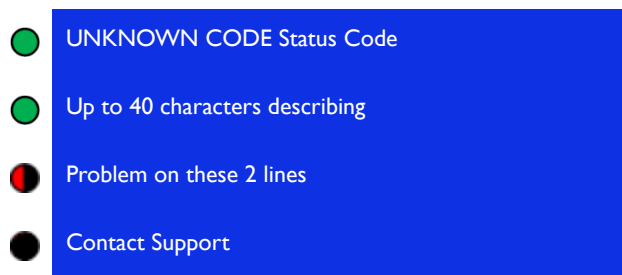 UNKNOWN CODE Status Code
Up to 40 characters describing
Problem on these 2 lines
Contact Support